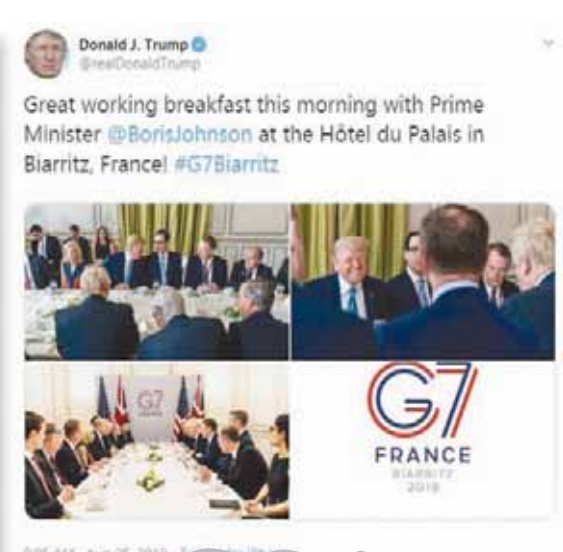 Donald J. Trump
@realDonaldTrump
Great working breakfast this morning with Prime
Minister @BorisJohnson at the Hôtel du Palais in
Biarritz, France! #G7Biarritz
G7
G7
FRANCE
BIARRITZ
2019